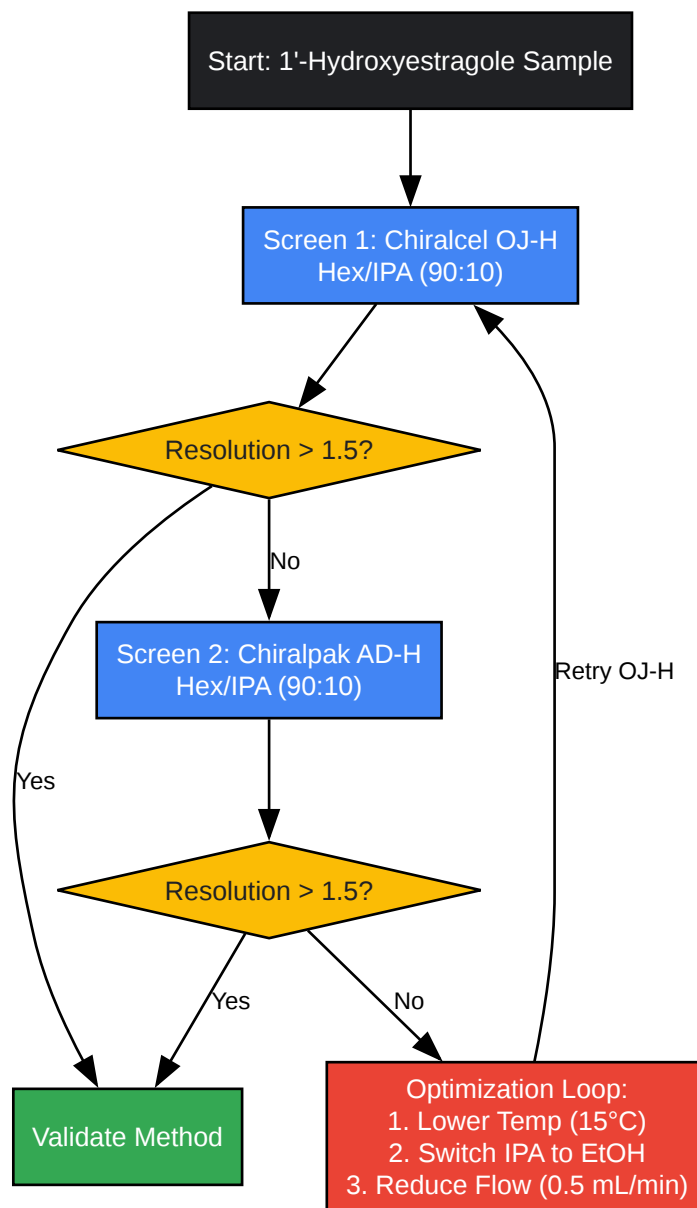 Start: 1'-Hydroxyestragole Sample
Screen 1: Chiralcel OJ-H
Hex/IPA (90:10)
Resolution > 1.5?
No
Screen 2: Chiralpak AD-H
Hex/IPA (90:10)
Retry OJ-H
Yes
Resolution > 1.5?
Yes
No
Validate Method
Optimization Loop:
1. Lower Temp (15°C)
2. Switch IPA to EtOH
3. Reduce Flow (0.5 mL/min)